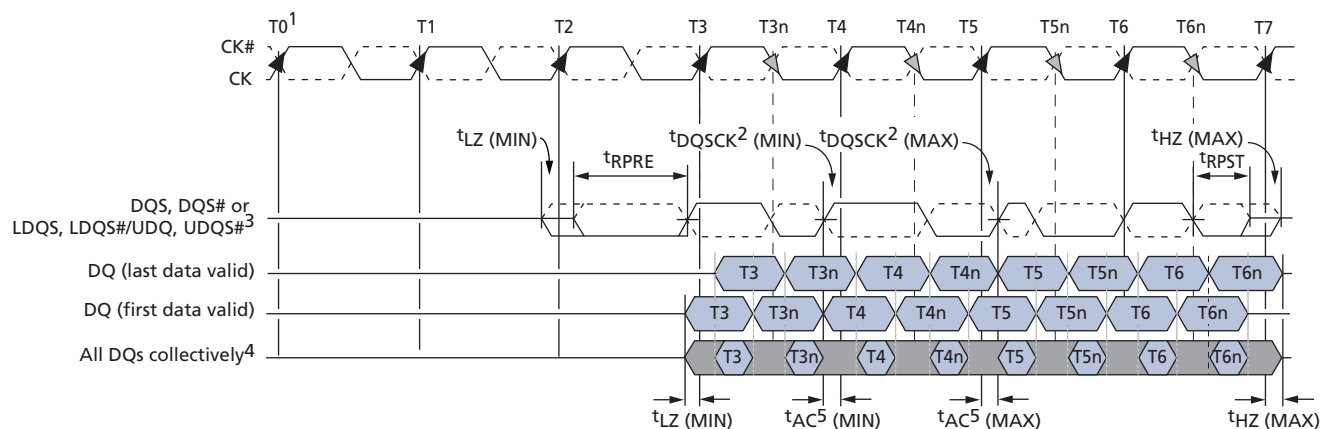 T0¹ T1 T2 T3 T3n T4 T4n T5 T5n T6 T6n T7
CK#
CK
tLZ (MIN) tRPRE tDQSCK² (MIN) tDQSCK² (MAX) tHZ (MAX) tRPST
DQS, DQS# or
LDQS, LDQS#/UDQ, UDQS#³
DQ (last data valid) T3 T3n T4 T4n T5 T5n T6 T6n
DQ (first data valid) T3 T3n T4 T4n T5 T5n T6 T6n
All DQs collectively⁴ T3 T3n T4 T4n T5 T5n T6 T6n
tLZ (MIN) tAC⁵ (MIN) tAC⁵ (MAX) tHZ (MAX)